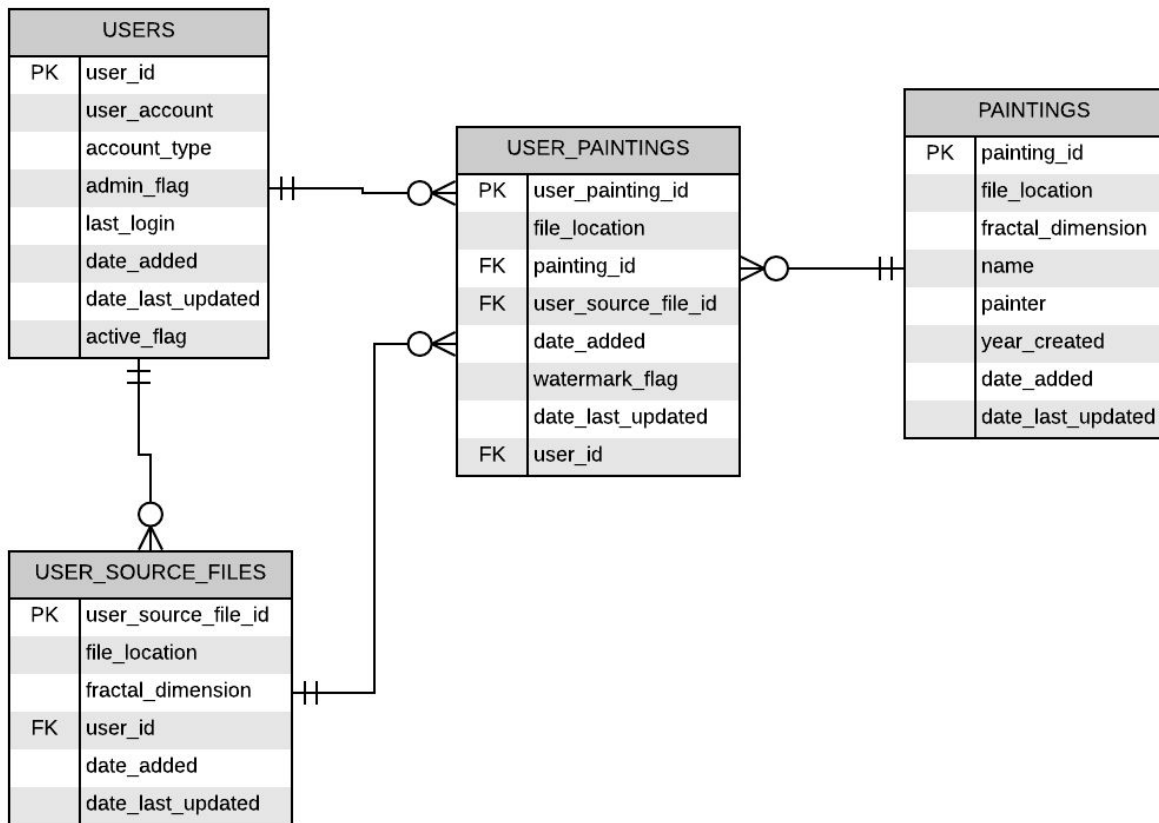 USERS
PK user_id
user_account
account_type
admin_flag
last_login
date_added
date_last_updated
active_flag
USER_PAINTINGS
PK user_painting_id
file_location
FK painting_id
FK user_source_file_id
date_added
watermark_flag
date_last_updated
FK user_id
PAINTINGS
PK painting_id
file_location
fractal_dimension
name
painter
year_created
date_added
date_last_updated
USER_SOURCE_FILES
PK user_source_file_id
file_location
fractal_dimension
FK user_id
date_added
date_last_updated